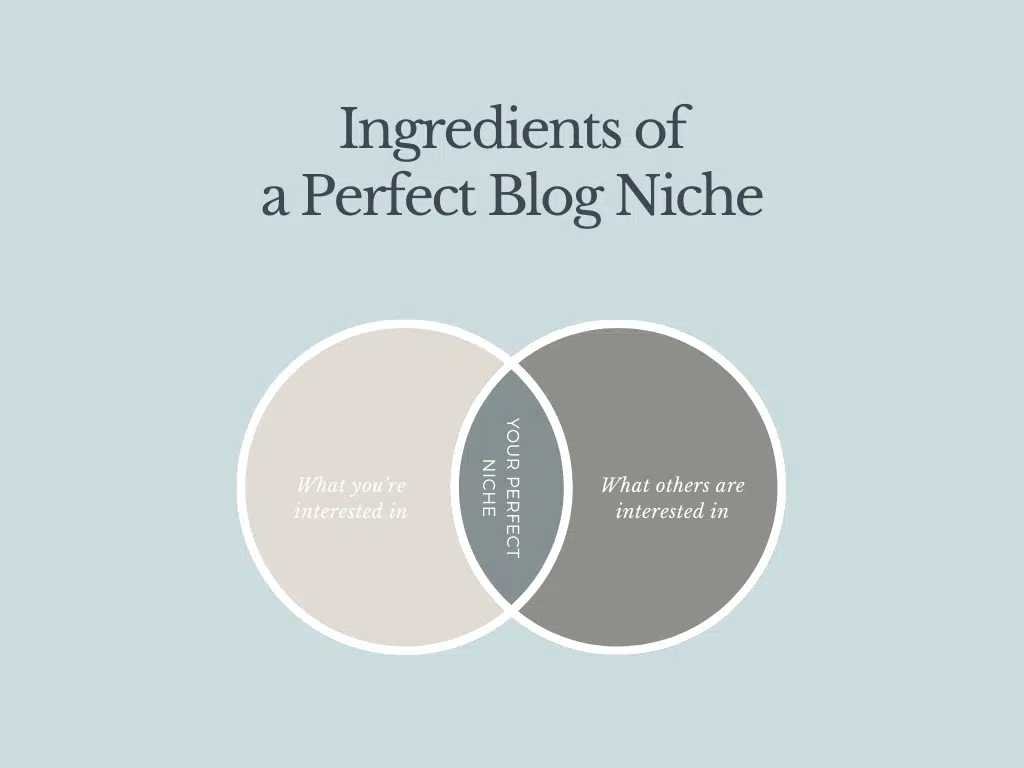 Ingredients of
a Perfect Blog Niche
What you're
interested in
YOUR PERFECT
NICHE
What others are
interested in